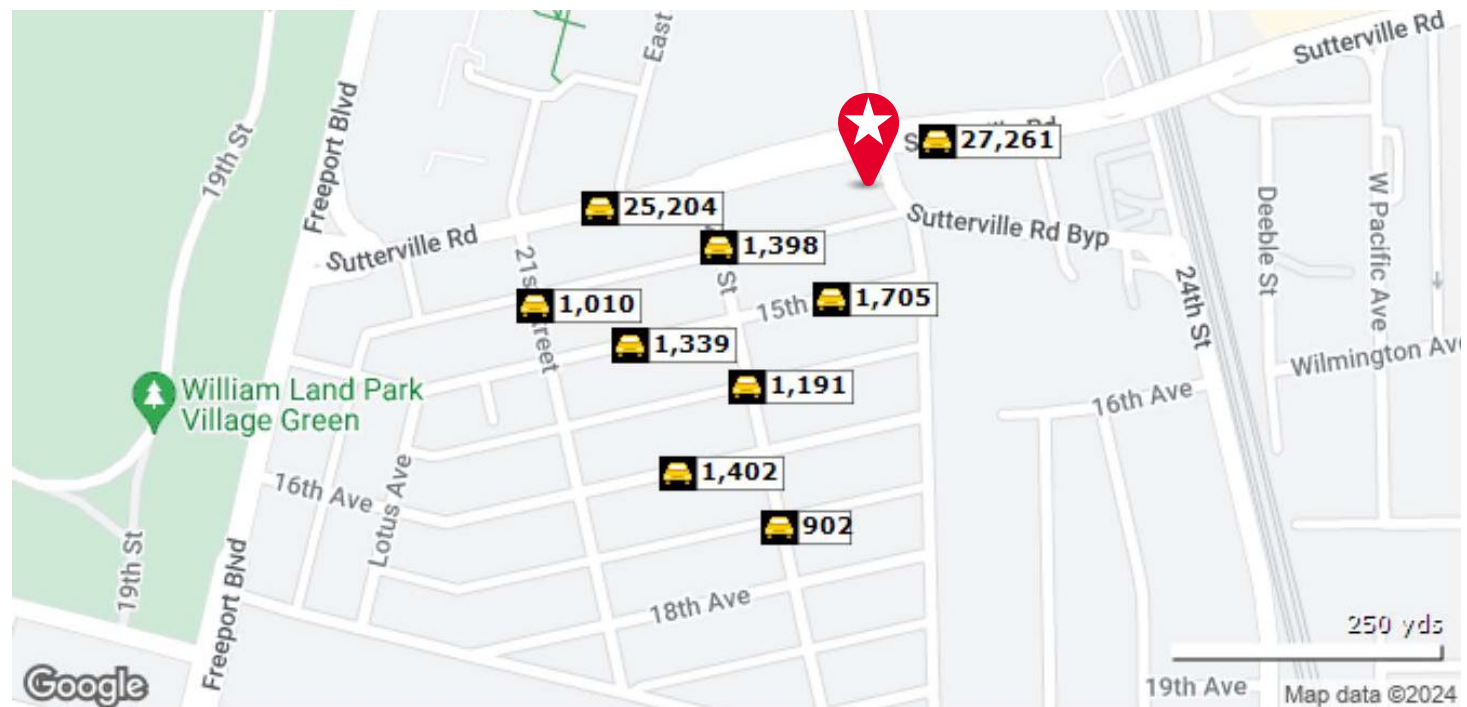 Sutterville Rd
East
Freeport Blvd
19th St
27,261
25,204
Sutterville Rd
Sutterville Rd Byp
1,398
St
21st Street
1,010
15th
1,705
24th St
Deeble St
W Pacific Ave
1,339
Wilmington Ave
William Land Park
Village Green
1,191
16th Ave
1,402
16th Ave
Lotus Ave
902
19th St
Freeport Blvd
18th Ave
250 yds
Google
19th Ave
Map data ©2024